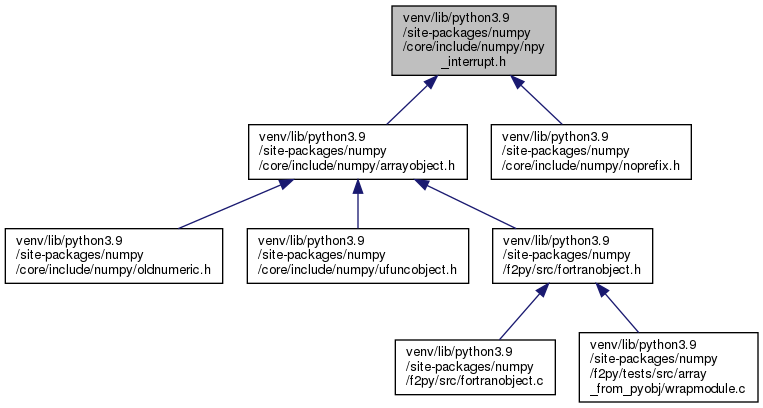 venv/lib/python3.9
/site-packages/numpy
/core/include/numpy/npy
_interrupt.h
venv/lib/python3.9
/site-packages/numpy
/core/include/numpy/arrayobject.h
venv/lib/python3.9
/site-packages/numpy
/core/include/numpy/noprefix.h
venv/lib/python3.9
/site-packages/numpy
/core/include/numpy/oldnumeric.h
venv/lib/python3.9
/site-packages/numpy
/core/include/numpy/ufuncobject.h
venv/lib/python3.9
/site-packages/numpy
/f2py/src/fortranobject.h
venv/lib/python3.9
/site-packages/numpy
/f2py/src/fortranobject.c
venv/lib/python3.9
/site-packages/numpy
/f2py/tests/src/array
_from_pyobj/wrapmodule.c